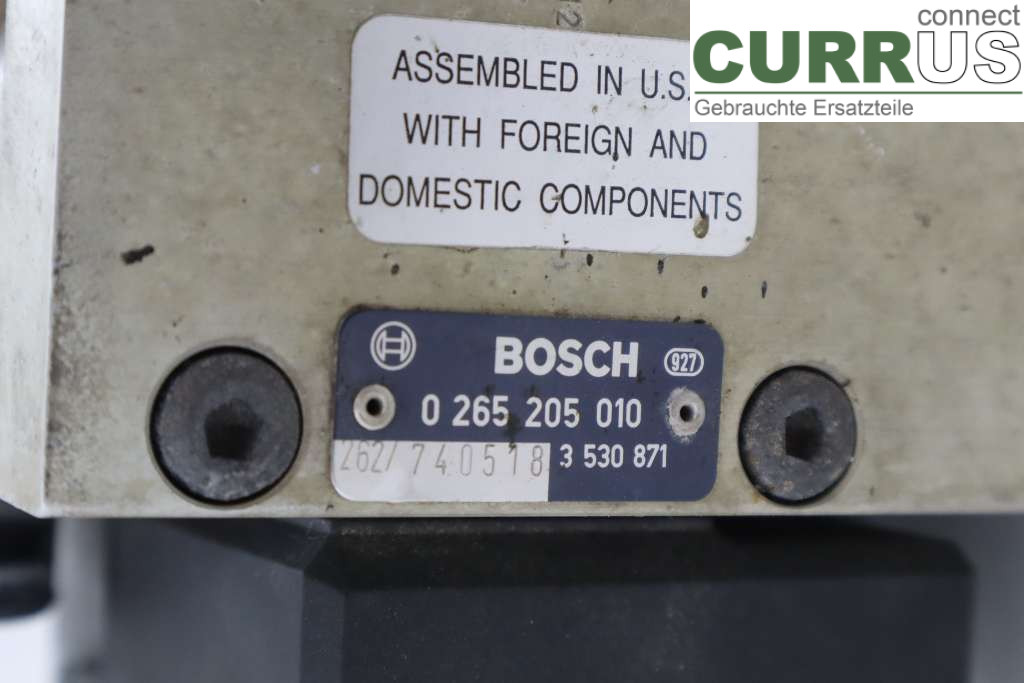 connect
CURRUS
Gebrauchte Ersatzteile
2
ASSEMBLED IN U.S.
WITH FOREIGN AND
DOMESTIC COMPONENTS
BOSCH 927
0 265 205 010
262/ 740518 3 530 871